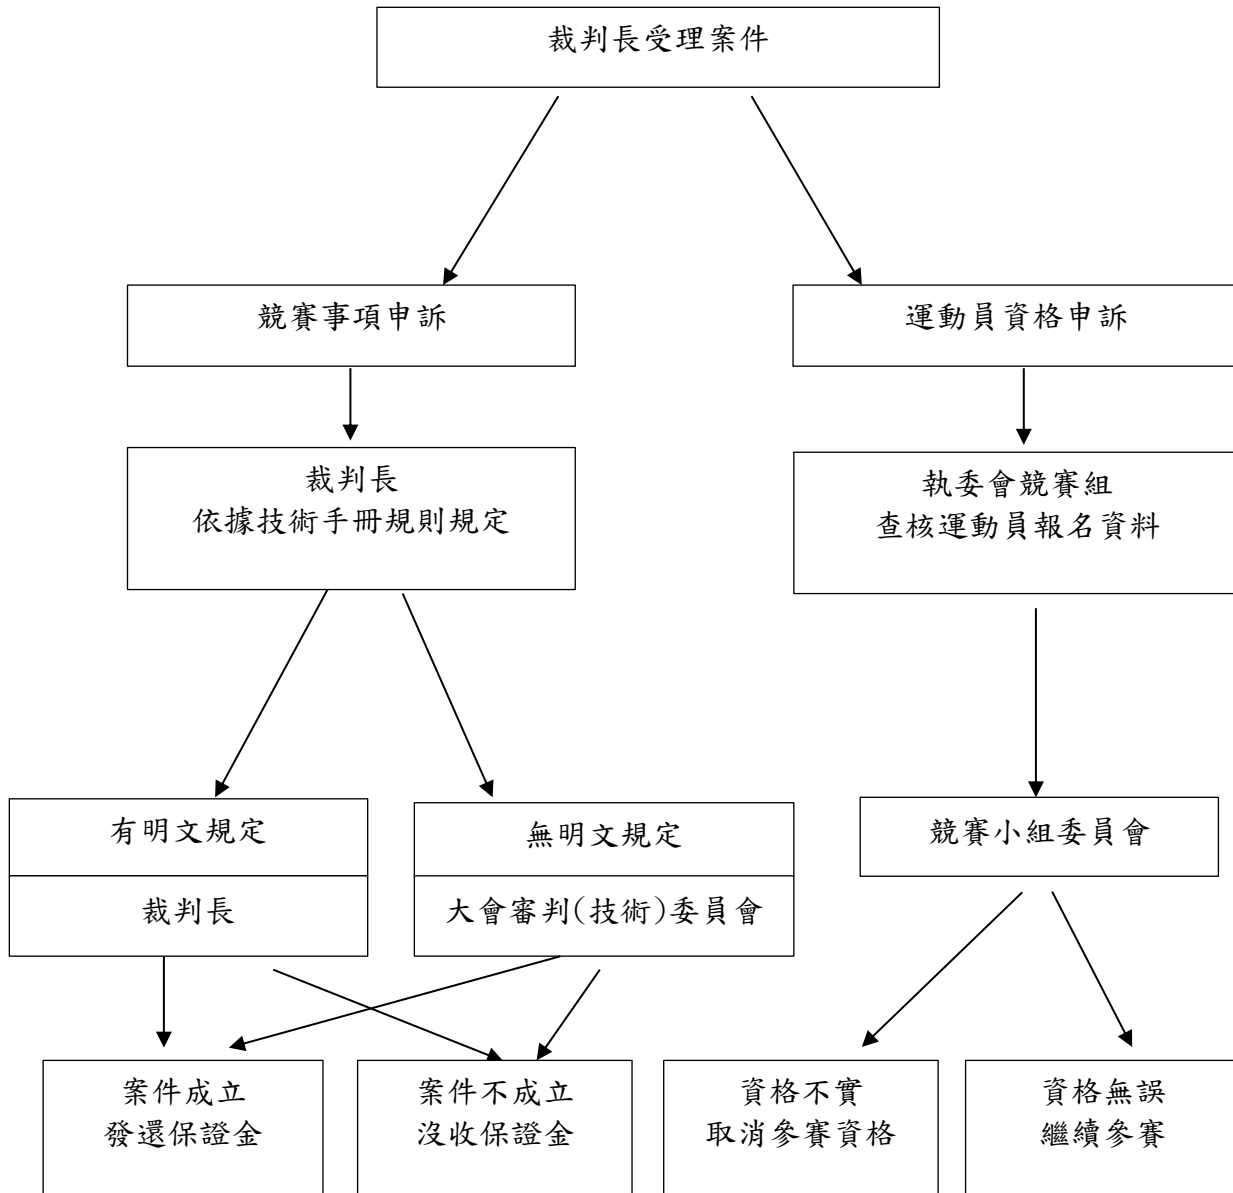 裁判長受理案件
競賽事項申訴
運動員資格申訴
裁判長
依據技術手冊規則規定
執委會競賽組
查核運動員報名資料
有明文規定
裁判長
無明文規定
大會審判(技術)委員會
競賽小組委員會
案件成立
發還保證金
案件不成立
沒收保證金
資格不實
取消參賽資格
資格無誤
繼續參賽